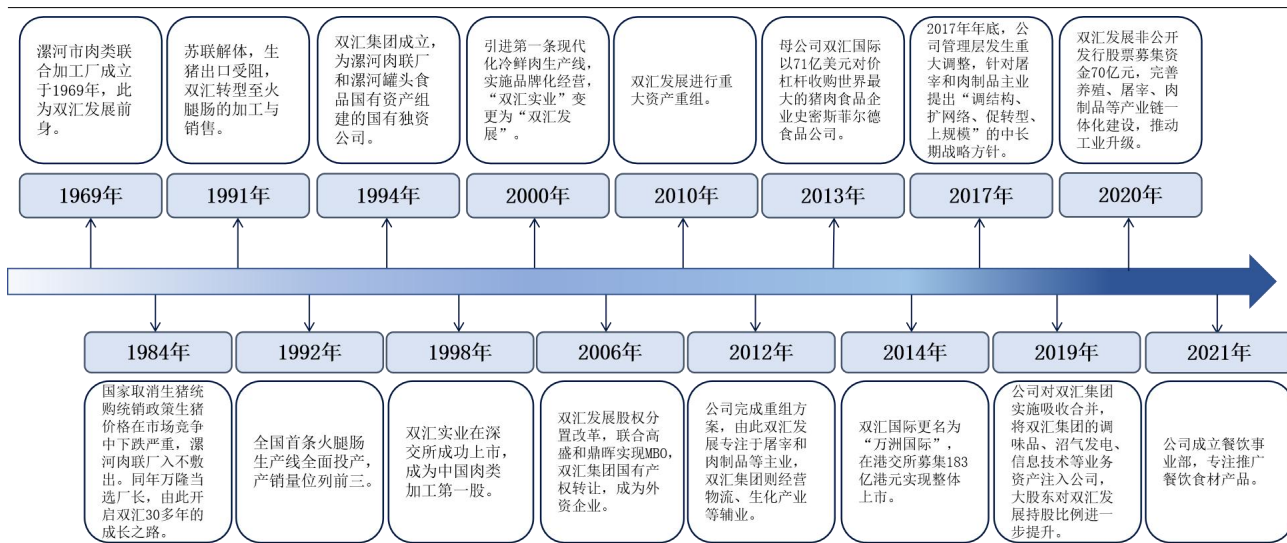 漯河市肉类联
合加工厂成立
于1969年，此
为双汇发展前
身。
1969年
苏联解体，生
猪出口受阻，
双汇转型至火
腿肠的加工与
销售。
1991年
双汇集团成立，
为漯河肉联厂
和漯河罐头食
品国有资产组
建的国有独资
公司。
1994年
引进第一条现代
化冷鲜肉生产线，
实施品牌化经营，
“双汇实业”变
更为“双汇发
展”。
2000年
双汇发展进行重
大资产重组。
2010年
母公司双汇国际
以71亿美元对价
杠杆收购世界最
大的猪肉食品企
业史密斯菲尔德
食品公司。
2013年
2017年年底，公
司管理层发生重
大调整，针对屠
宰和肉制品主业
提出“调结构、
扩网络、促转型、
上规模”的中长
期战略方针。
2017年
双汇发展非公开
发行股票募集资
金70亿元，完善
养殖、屠宰、肉
制品等产业链一
体化建设，推动
工业升级。
2020年
1984年
国家取消生猪统
购统销政策生猪
价格在市场竞争
中下跌严重，漯
河肉联厂入不敷
出。同年万隆当
选厂长，由此开
启双汇30多年的
成长之路。
1992年
全国首条火腿肠
生产线全面投产，
产销量位列前三。
1998年
双汇实业在深
交所成功上市，
成为中国肉类
加工第一股。
2006年
双汇发展股权分
置改革，联合高
盛和鼎晖实现MBO，
双汇集团国有产
权转让，成为外
资企业。
2012年
公司完成重组方
案，由此双汇发
展专注于屠宰和
肉制品等主业，
双汇集团则经营
物流、生化产业
等辅业。
2014年
双汇国际更名为
“万洲国际”，
在港交所募集183
亿港元实现整体
上市。
2019年
公司对双汇集团
实施吸收合并，
将双汇集团的调
味品、沼气发电、
信息技术等业务
资产注入公司，
大股东对双汇发
展持股比例进一
步提升。
2021年
公司成立餐饮事
业部，专注推广
餐饮食材产品。